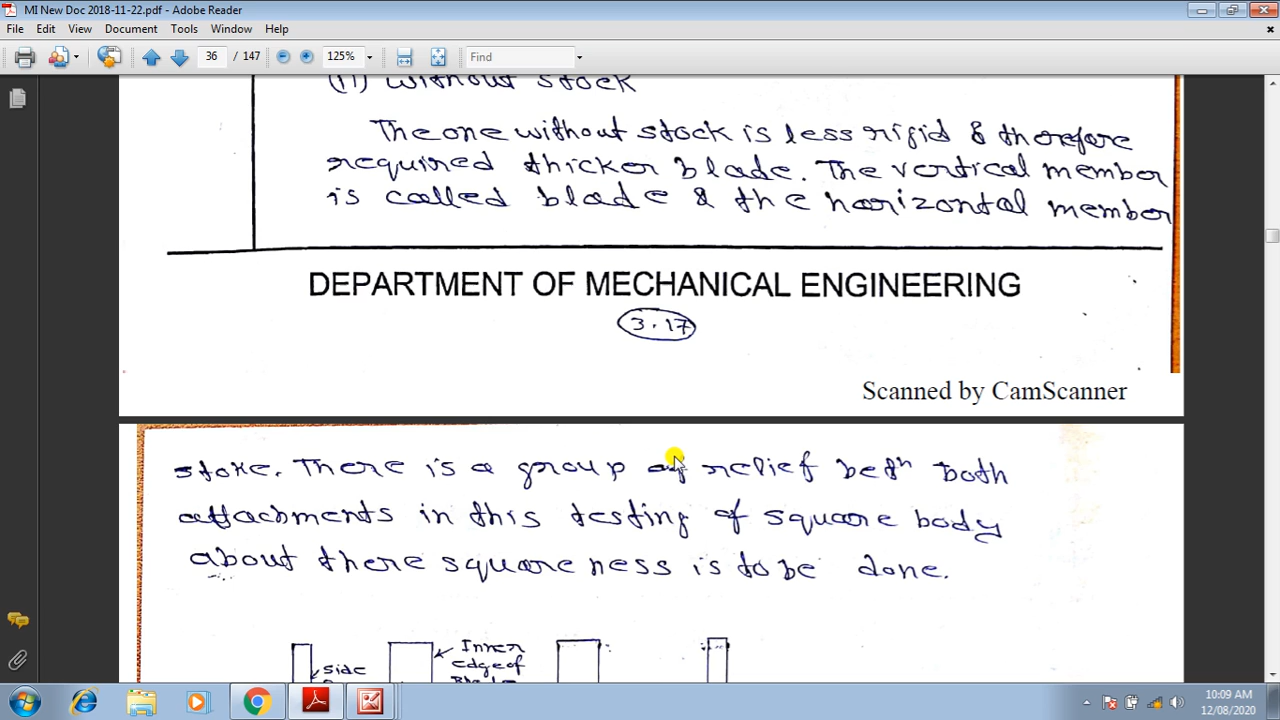 MI New Doc 2018-11-22.pdf - Adobe Reader
File Edit View Document Tools Window Help
36 / 147 125% Find
(ii) without stock
The one without stock is less rigid & therefore
required thicker blade. The vertical member
is called blade & the horizontal member
DEPARTMENT OF MECHANICAL ENGINEERING
3.17
Scanned by CamScanner
There is a group of relief betn both
attachments in this testing of square body
about there squareness is to be done.
Inner
edge of
side
10:09 AM
12/08/2020